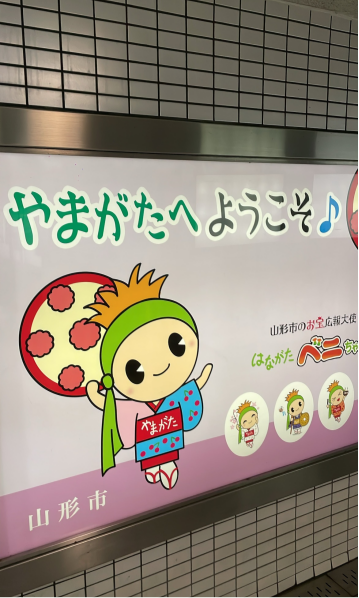 やまがたへようこそ♪
山形市のお宝広報大使
はながたベニちゃ
やまがた
山形市